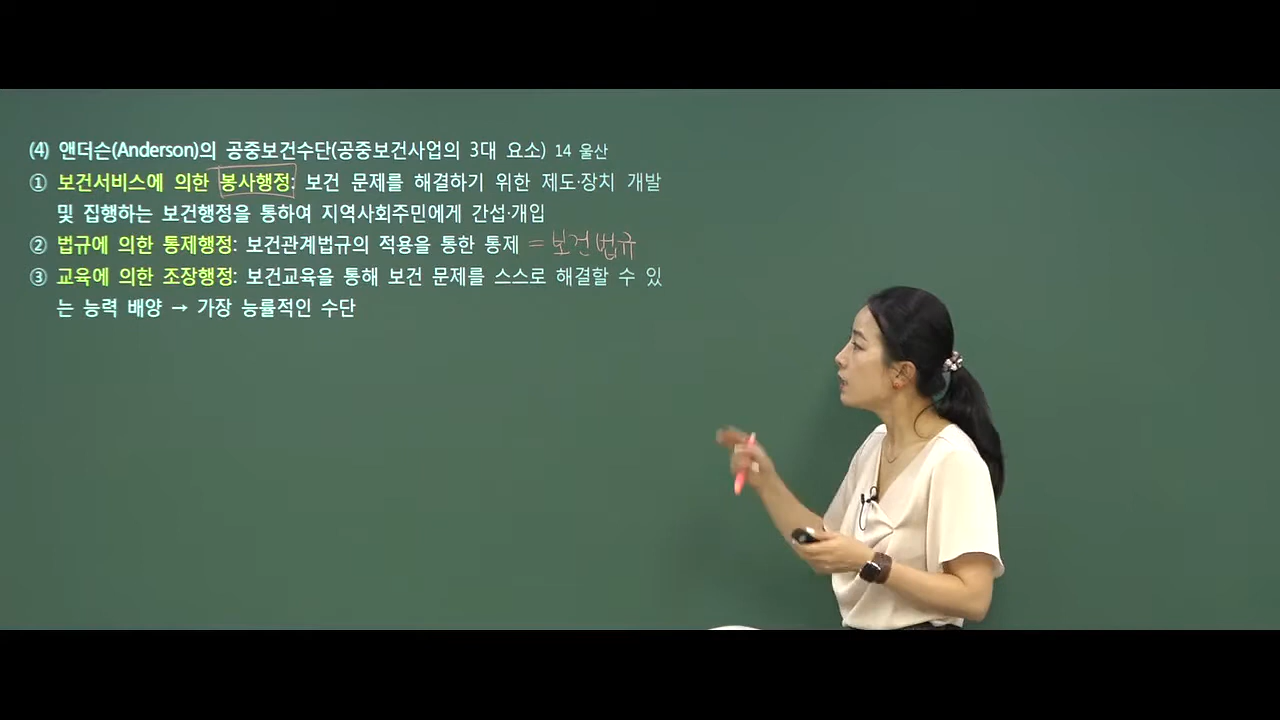 (4) 앤더슨(Anderson)의 공중보건수단(공중보건사업의 3대 요소) 14 울산
① 보건서비스에 의한 봉사행정: 보건 문제를 해결하기 위한 제도·장치 개발
및 집행하는 보건행정을 통하여 지역사회주민에게 간섭·개입
② 법규에 의한 통제행정: 보건관계법규의 적용을 통한 통제 = 보건법규
③ 교육에 의한 조장행정: 보건교육을 통해 보건 문제를 스스로 해결할 수 있
는 능력 배양 → 가장 능률적인 수단